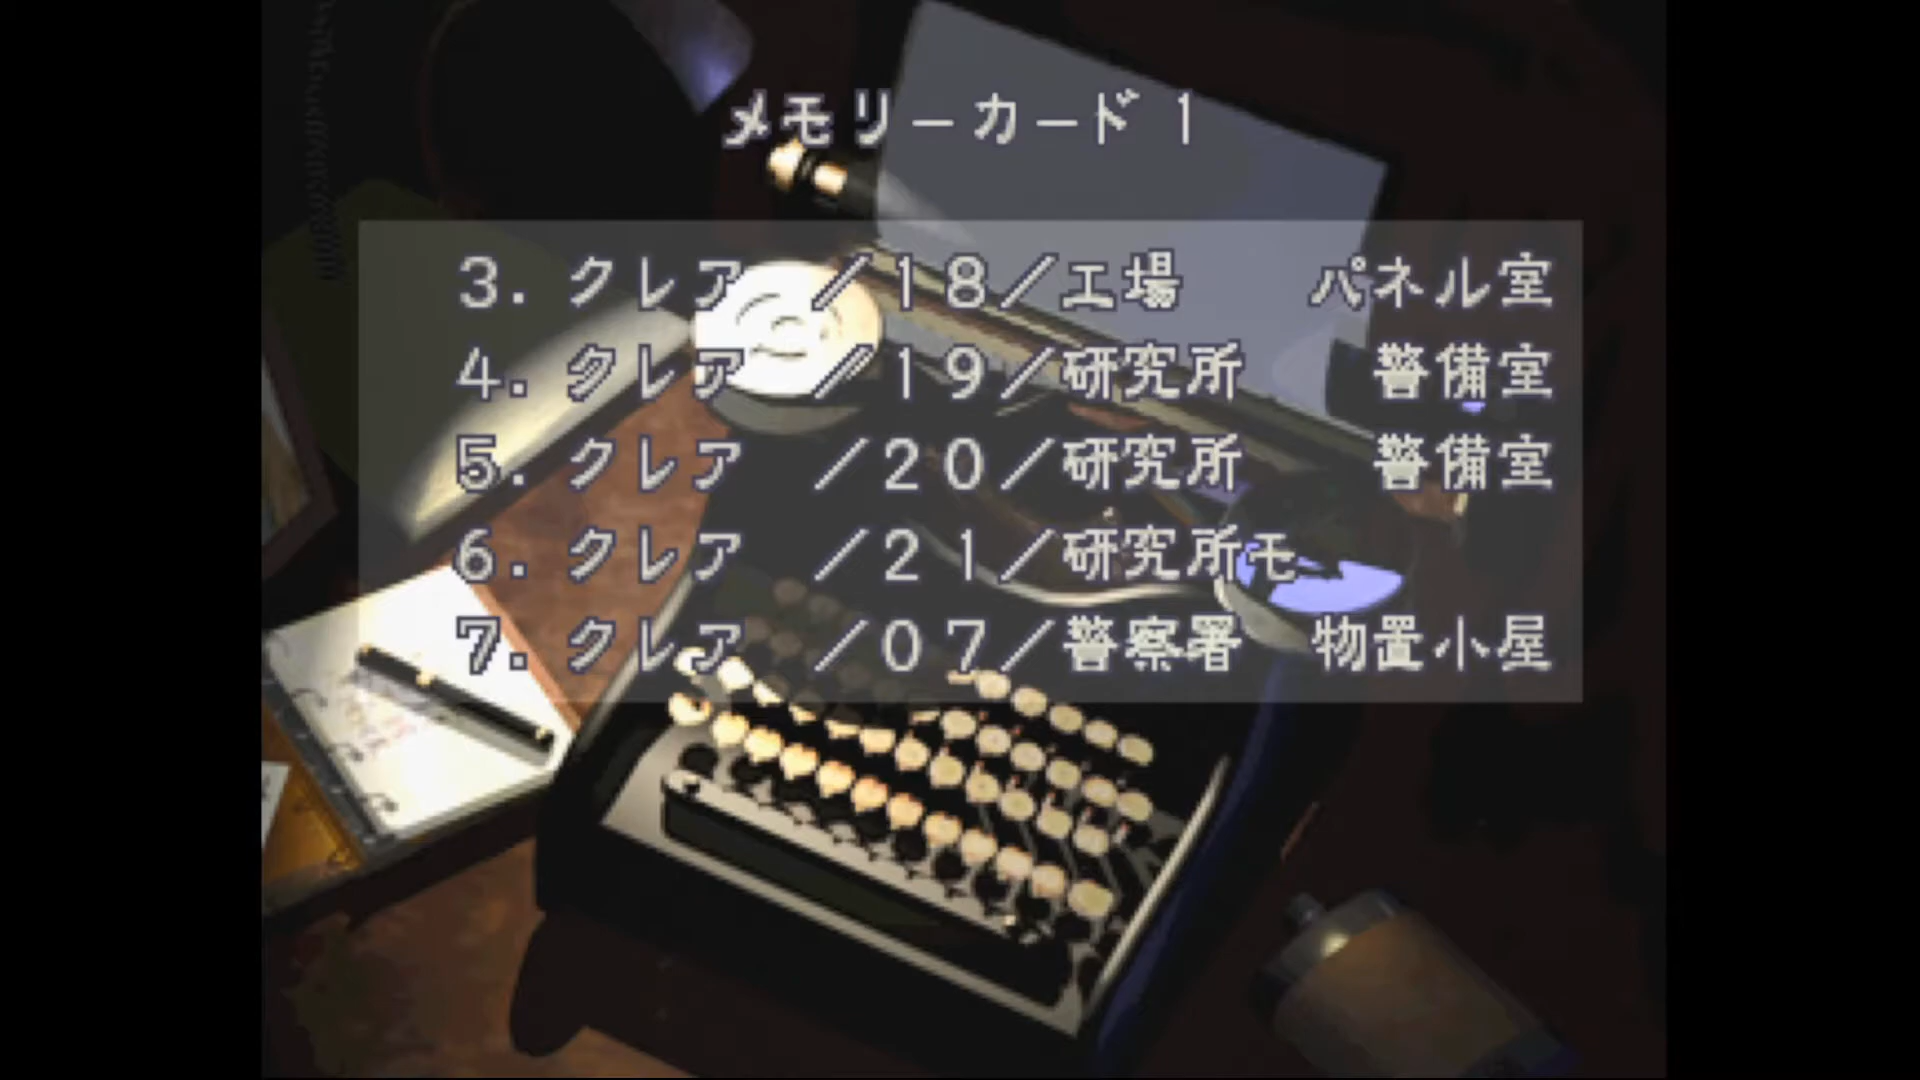 メモリーカード1
3.クレア　/18/工場　　パネル室
4.クレア　/19/研究所　　警備室
5.クレア　/20/研究所　　警備室
6.クレア　/21/研究所モ
7.クレア　/07/警察署　物置小屋